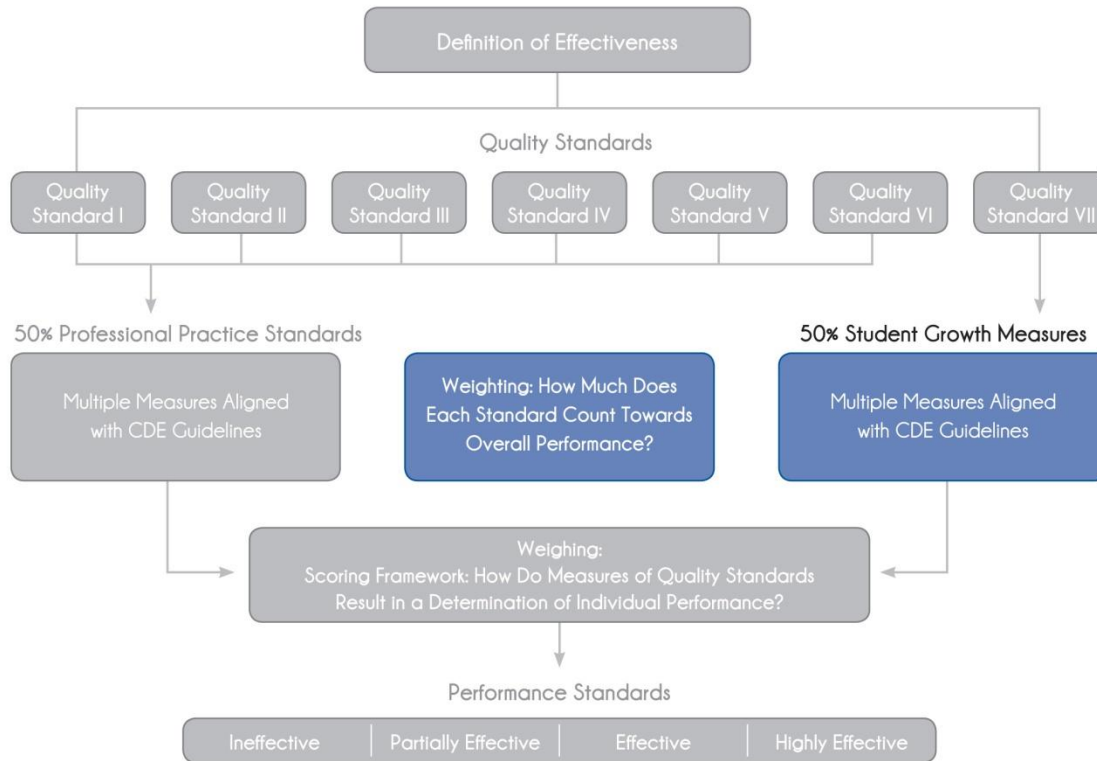 Definition of Effectiveness
Quality Standards
Quality
Standard I
Quality
Standard II
Quality
Standard III
Quality
Standard IV
Quality
Standard V
Quality
Standard VI
Quality
Standard VII
50% Professional Practice Standards
Multiple Measures Aligned
with CDE Guidelines
Weighting: How Much Does
Each Standard Count Towards
Overall Performance?
50% Student Growth Measures
Multiple Measures Aligned
with CDE Guidelines
Weighing:
Scoring Framework: How Do Measures of Quality Standards
Result in a Determination of Individual Performance?
Performance Standards
Ineffective
Partially Effective
Effective
Highly Effective